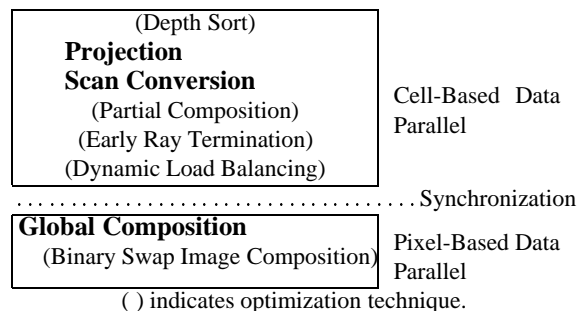 (Depth Sort)
Projection
Scan Conversion
(Partial Composition)
(Early Ray Termination)
(Dynamic Load Balancing)
Cell-Based Data
Parallel
Synchronization
Global Composition
(Binary Swap Image Composition)
Pixel-Based Data
Parallel
( ) indicates optimization technique.